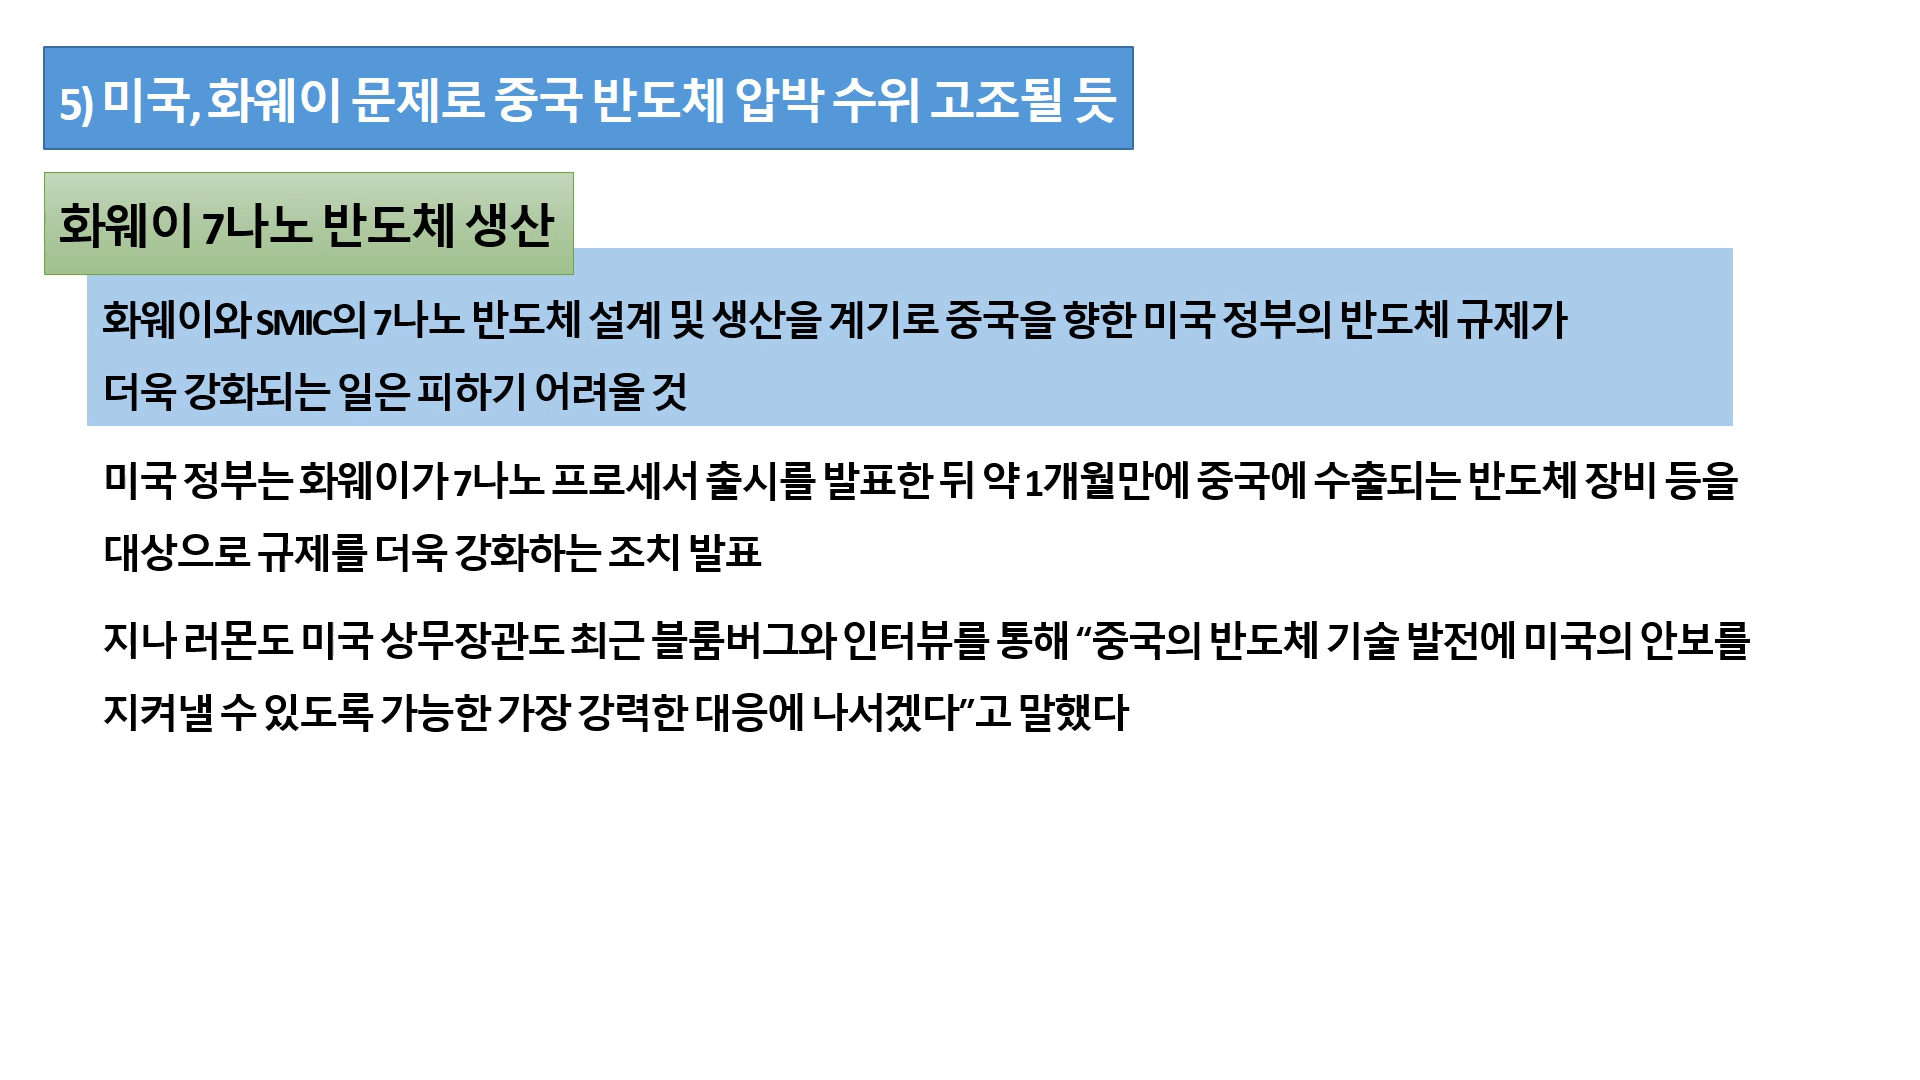 5) 미국, 화웨이 문제로 중국 반도체 압박 수위 고조될 듯
화웨이 7나노 반도체 생산
화웨이와 SMIC의 7나노 반도체 설계 및 생산을 계기로 중국을 향한 미국 정부의 반도체 규제가
더욱 강화되는 일은 피하기 어려울 것
미국 정부는 화웨이가 7나노 프로세서 출시를 발표한 뒤 약 1개월만에 중국에 수출되는 반도체 장비 등을
대상으로 규제를 더욱 강화하는 조치 발표
지나 러몬도 미국 상무장관도 최근 블룸버그와 인터뷰를 통해 “중국의 반도체 기술 발전에 미국의 안보를
지켜낼 수 있도록 가능한 가장 강력한 대응에 나서겠다”고 말했다